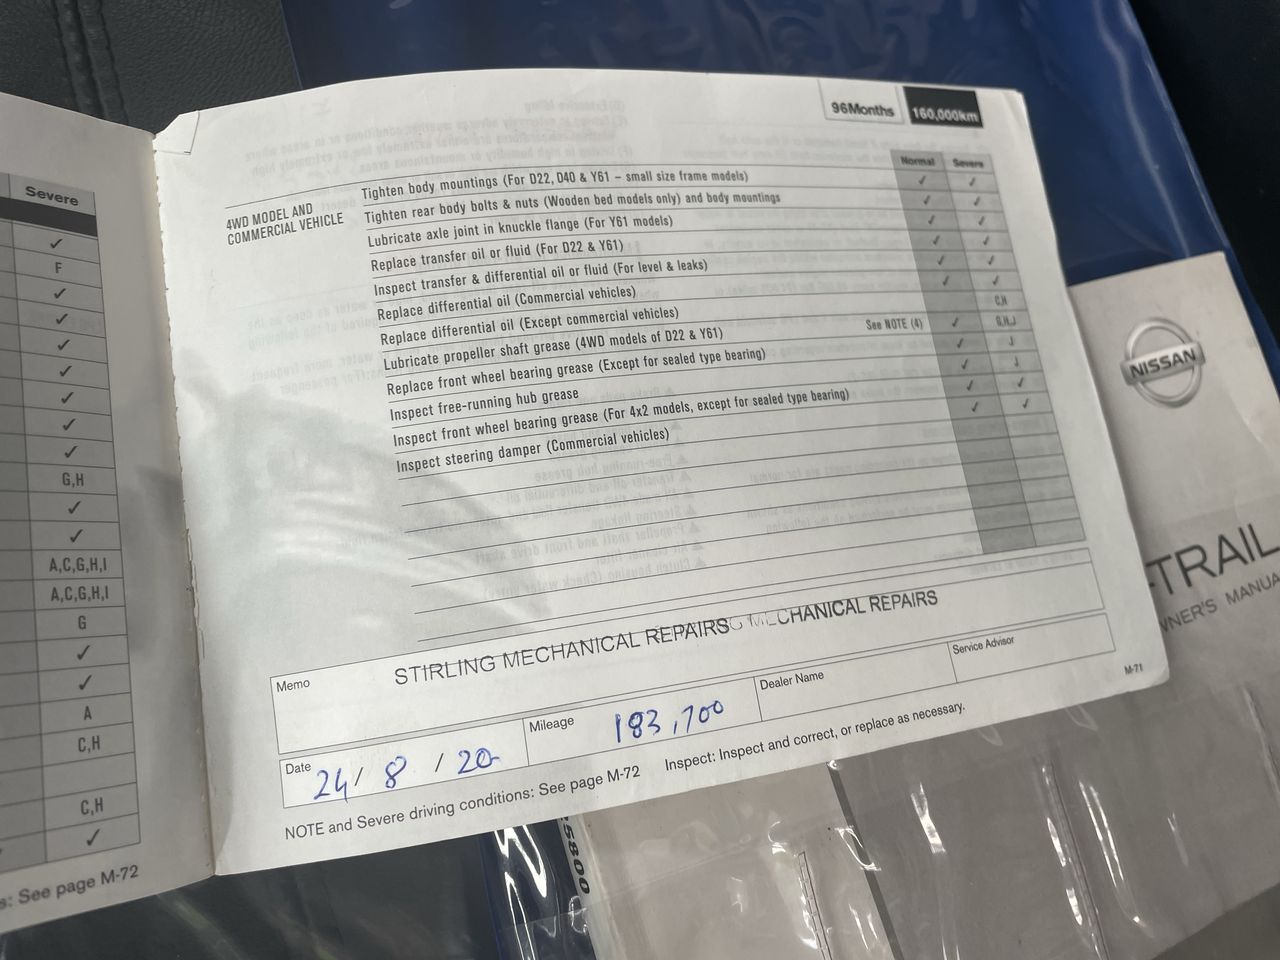 Severe
✓
F
✓
✓
✓
✓
✓
✓
✓
G,H
✓
✓
A,C,G,H,I
A,C,G,H,I
G
✓
✓
A
C,H
C,H
✓
See page M-72
96Months 160,000km
Normal Severe
4WD MODEL AND
COMMERCIAL VEHICLE
Tighten body mountings (For D22, D40 & Y61 – small size frame models) ✓ ✓
Tighten rear body bolts & nuts (Wooden bed models only) and body mountings ✓ ✓
Lubricate axle joint in knuckle flange (For Y61 models) ✓ ✓
Replace transfer oil or fluid (For D22 & Y61) ✓ ✓
Inspect transfer & differential oil or fluid (For level & leaks) ✓ ✓
Replace differential oil (Commercial vehicles) ✓ ✓
Replace differential oil (Except commercial vehicles) C,H
Lubricate propeller shaft grease (4WD models of D22 & Y61) See NOTE (4) ✓ G,H,J
Replace front wheel bearing grease (Except for sealed type bearing) ✓ J
Inspect free-running hub grease ✓ J
Inspect front wheel bearing grease (For 4x2 models, except for sealed type bearing) ✓ ✓
Inspect steering damper (Commercial vehicles) ✓ ✓
Memo
STIRLING MECHANICAL REPAIRS MECHANICAL REPAIRS
Date 24/ 8 / 20
Mileage 183,700
Dealer Name
Service Advisor
M-71
NOTE and Severe driving conditions: See page M-72 Inspect: Inspect and correct, or replace as necessary.
NISSAN
-TRAIL
WNER'S MANUA
5800